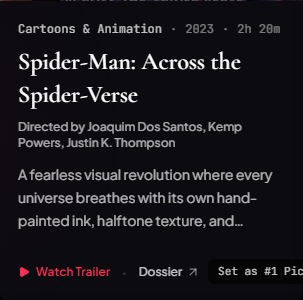 Cartoons & Animation · 2023 · 2h 20m
Spider-Man: Across the
Spider-Verse
Directed by Joaquim Dos Santos, Kemp
Powers, Justin K. Thompson
A fearless visual revolution where every
universe breathes with its own hand-
painted ink, halftone texture, and...
Watch Trailer · Dossier ↗ Set as #1 Pic